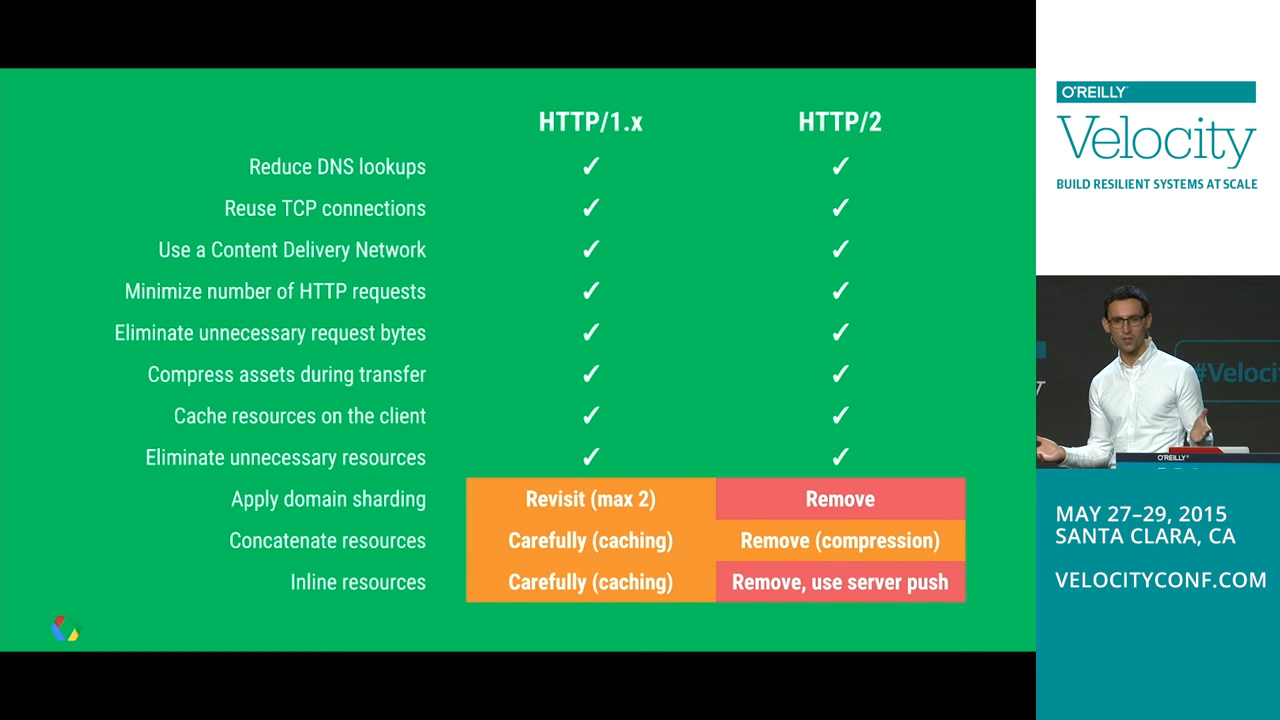 HTTP/1.x HTTP/2
Reduce DNS lookups ✓ ✓
Reuse TCP connections ✓ ✓
Use a Content Delivery Network ✓ ✓
Minimize number of HTTP requests ✓ ✓
Eliminate unnecessary request bytes ✓ ✓
Compress assets during transfer ✓ ✓
Cache resources on the client ✓ ✓
Eliminate unnecessary resources ✓ ✓
Apply domain sharding Revisit (max 2) Remove
Concatenate resources Carefully (caching) Remove (compression)
Inline resources Carefully (caching) Remove, use server push
O'REILLY
Velocity
BUILD RESILIENT SYSTEMS AT SCALE
#Veloci
O'REILLY
MAY 27–29, 2015
SANTA CLARA, CA
VELOCITYCONF.COM